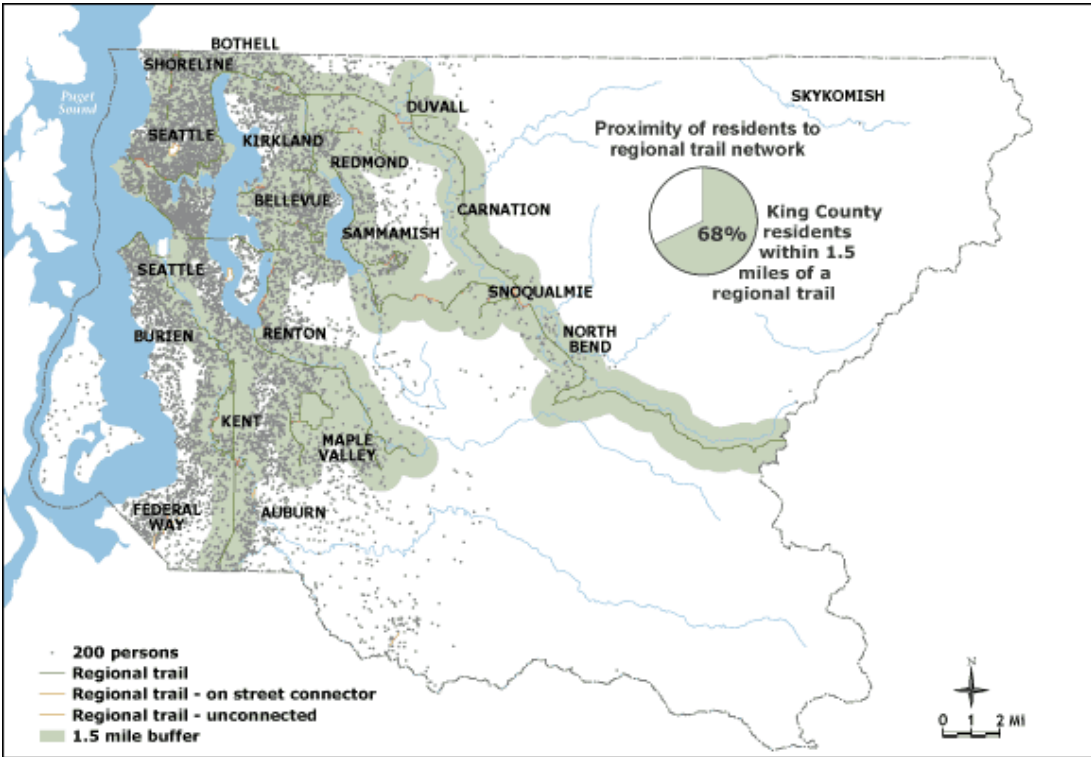 BOTHELL
SHORELINE
Puget
Sound
SEATTLE
KIRKLAND
DUVALL
SKYKOMISH
REDMOND
Proximity of residents to
regional trail network
BELLEVUE
CARNATION
SAMMAMISH
68%
King County
residents
within 1.5
miles of a
regional trail
SEATTLE
SNOQUALMIE
BURIEN
RENTON
NORTH
BEND
KENT
MAPLE
VALLEY
FEDERAL
WAY
AUBURN
200 persons
Regional trail
Regional trail - on street connector
Regional trail - unconnected
1.5 mile buffer
N
0 1 2 Mi